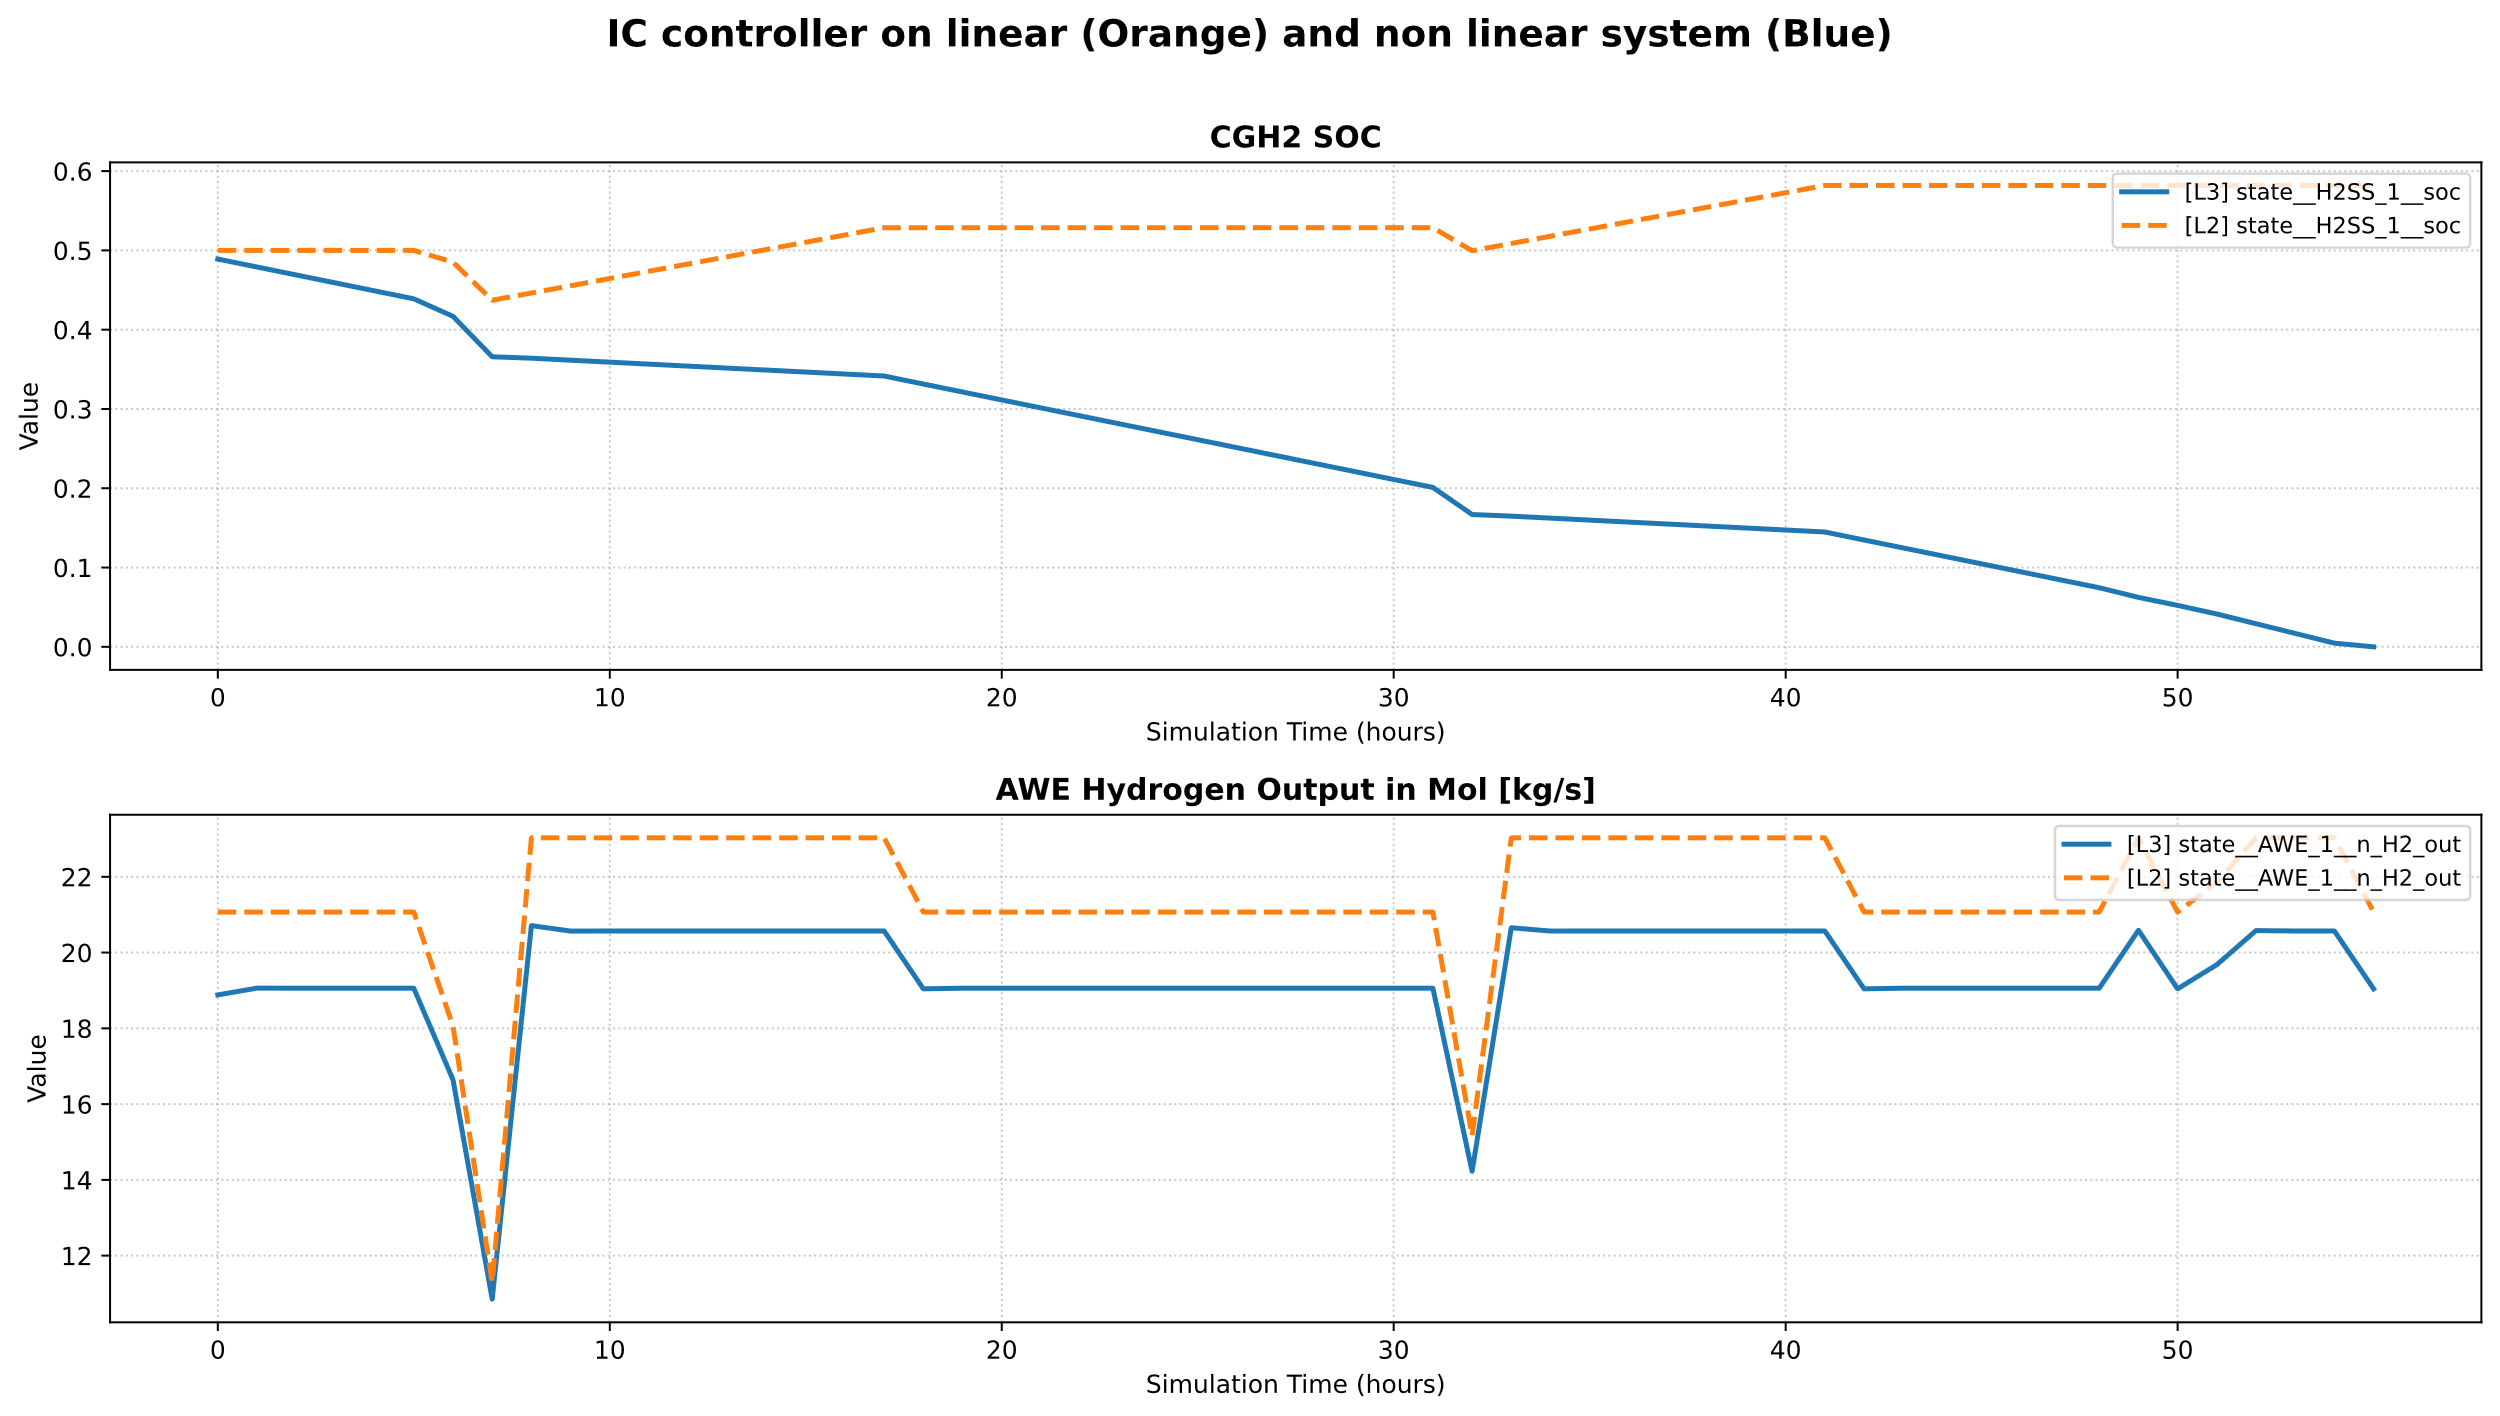 IC controller on linear (Orange) and non linear system (Blue)
CGH2 SOC
0.6
0.5
0.4
0.3
0.2
0.1
0.0
Value
[L3] state__H2SS_1__soc
[L2] state__H2SS_1__soc
0 10 20 30 40 50
Simulation Time (hours)
AWE Hydrogen Output in Mol [kg/s]
22
20
18
16
14
12
Value
[L3] state__AWE_1__n_H2_out
[L2] state__AWE_1__n_H2_out
0 10 20 30 40 50
Simulation Time (hours)